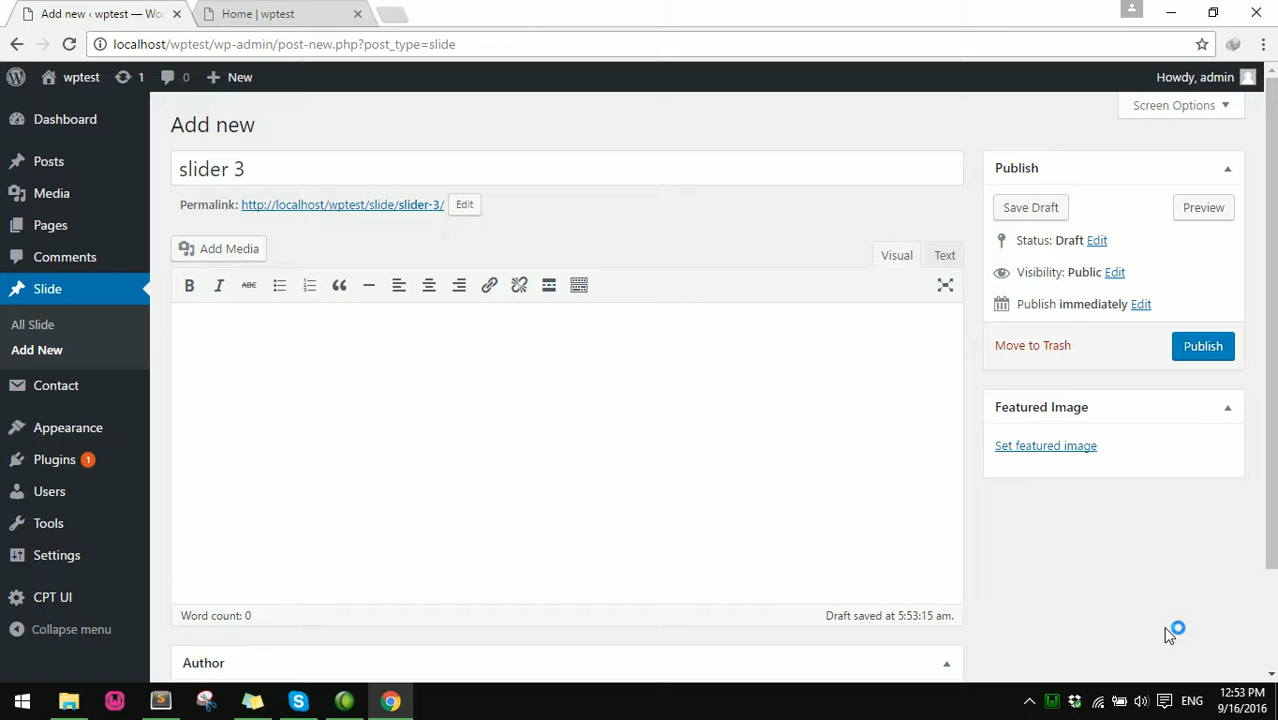 Add new ‹ wptest — Wor
Home | wptest
localhost/wptest/wp-admin/post-new.php?post_type=slide
wptest
1
0
New
Howdy, admin
Screen Options
Dashboard
Posts
Media
Pages
Comments
Slide
All Slide
Add New
Contact
Appearance
Plugins 1
Users
Tools
Settings
CPT UI
Collapse menu
Add new
slider 3
Permalink: http://localhost/wptest/slide/slider-3/ Edit
Add Media
Visual
Text
B I ABC
Word count: 0
Draft saved at 5:53:15 am.
Author
Publish
Save Draft
Preview
Status: Draft Edit
Visibility: Public Edit
Publish immediately Edit
Move to Trash
Publish
Featured Image
Set featured image
ENG
12:53 PM
9/16/2016